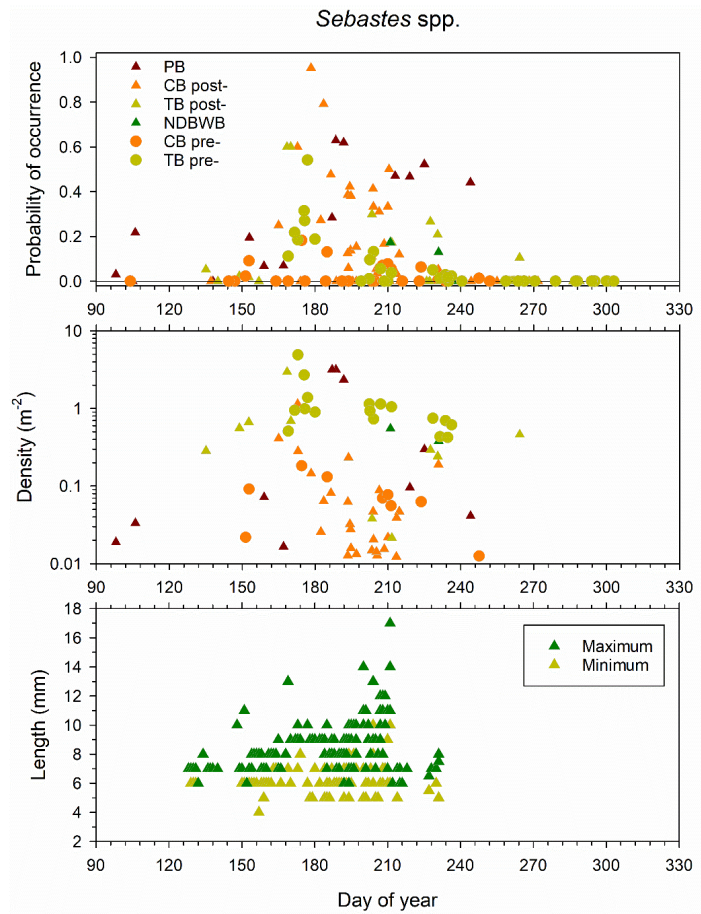 Sebastes spp.
1.0
0.8
0.6
0.4
0.2
0.0
Probability of occurrence
PB
CB post-
TB post-
NDBWB
CB pre-
TB pre-
90 120 150 180 210 240 270 300 330
10
1
0.1
0.01
Density (m⁻²)
90 120 150 180 210 240 270 300 330
18
16
14
12
10
8
6
4
2
Length (mm)
Maximum
Minimum
90 120 150 180 210 240 270 300 330
Day of year